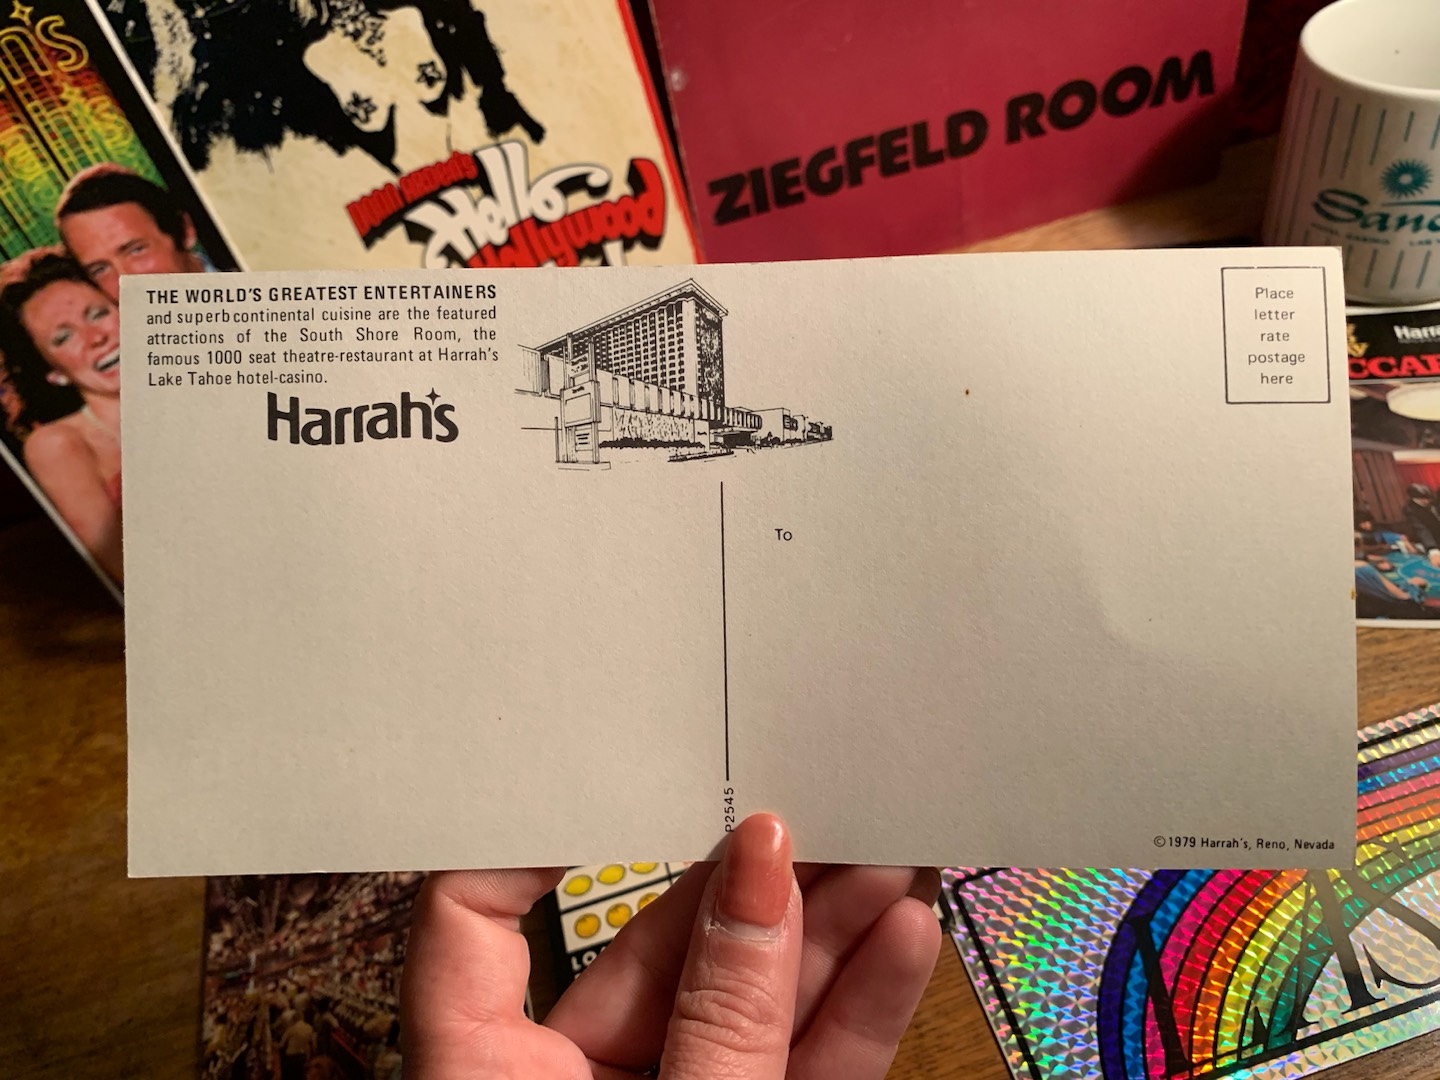 Donn Arden's
Hello
Hollywood
ZIEGFELD ROOM
THE WORLD'S GREATEST ENTERTAINERS
and superb continental cuisine are the featured
attractions of the South Shore Room, the
famous 1000 seat theatre-restaurant at Harrah's
Lake Tahoe hotel-casino.
Harrah's
Place
letter
rate
postage
here
To
P2545
©1979 Harrah's, Reno, Nevada